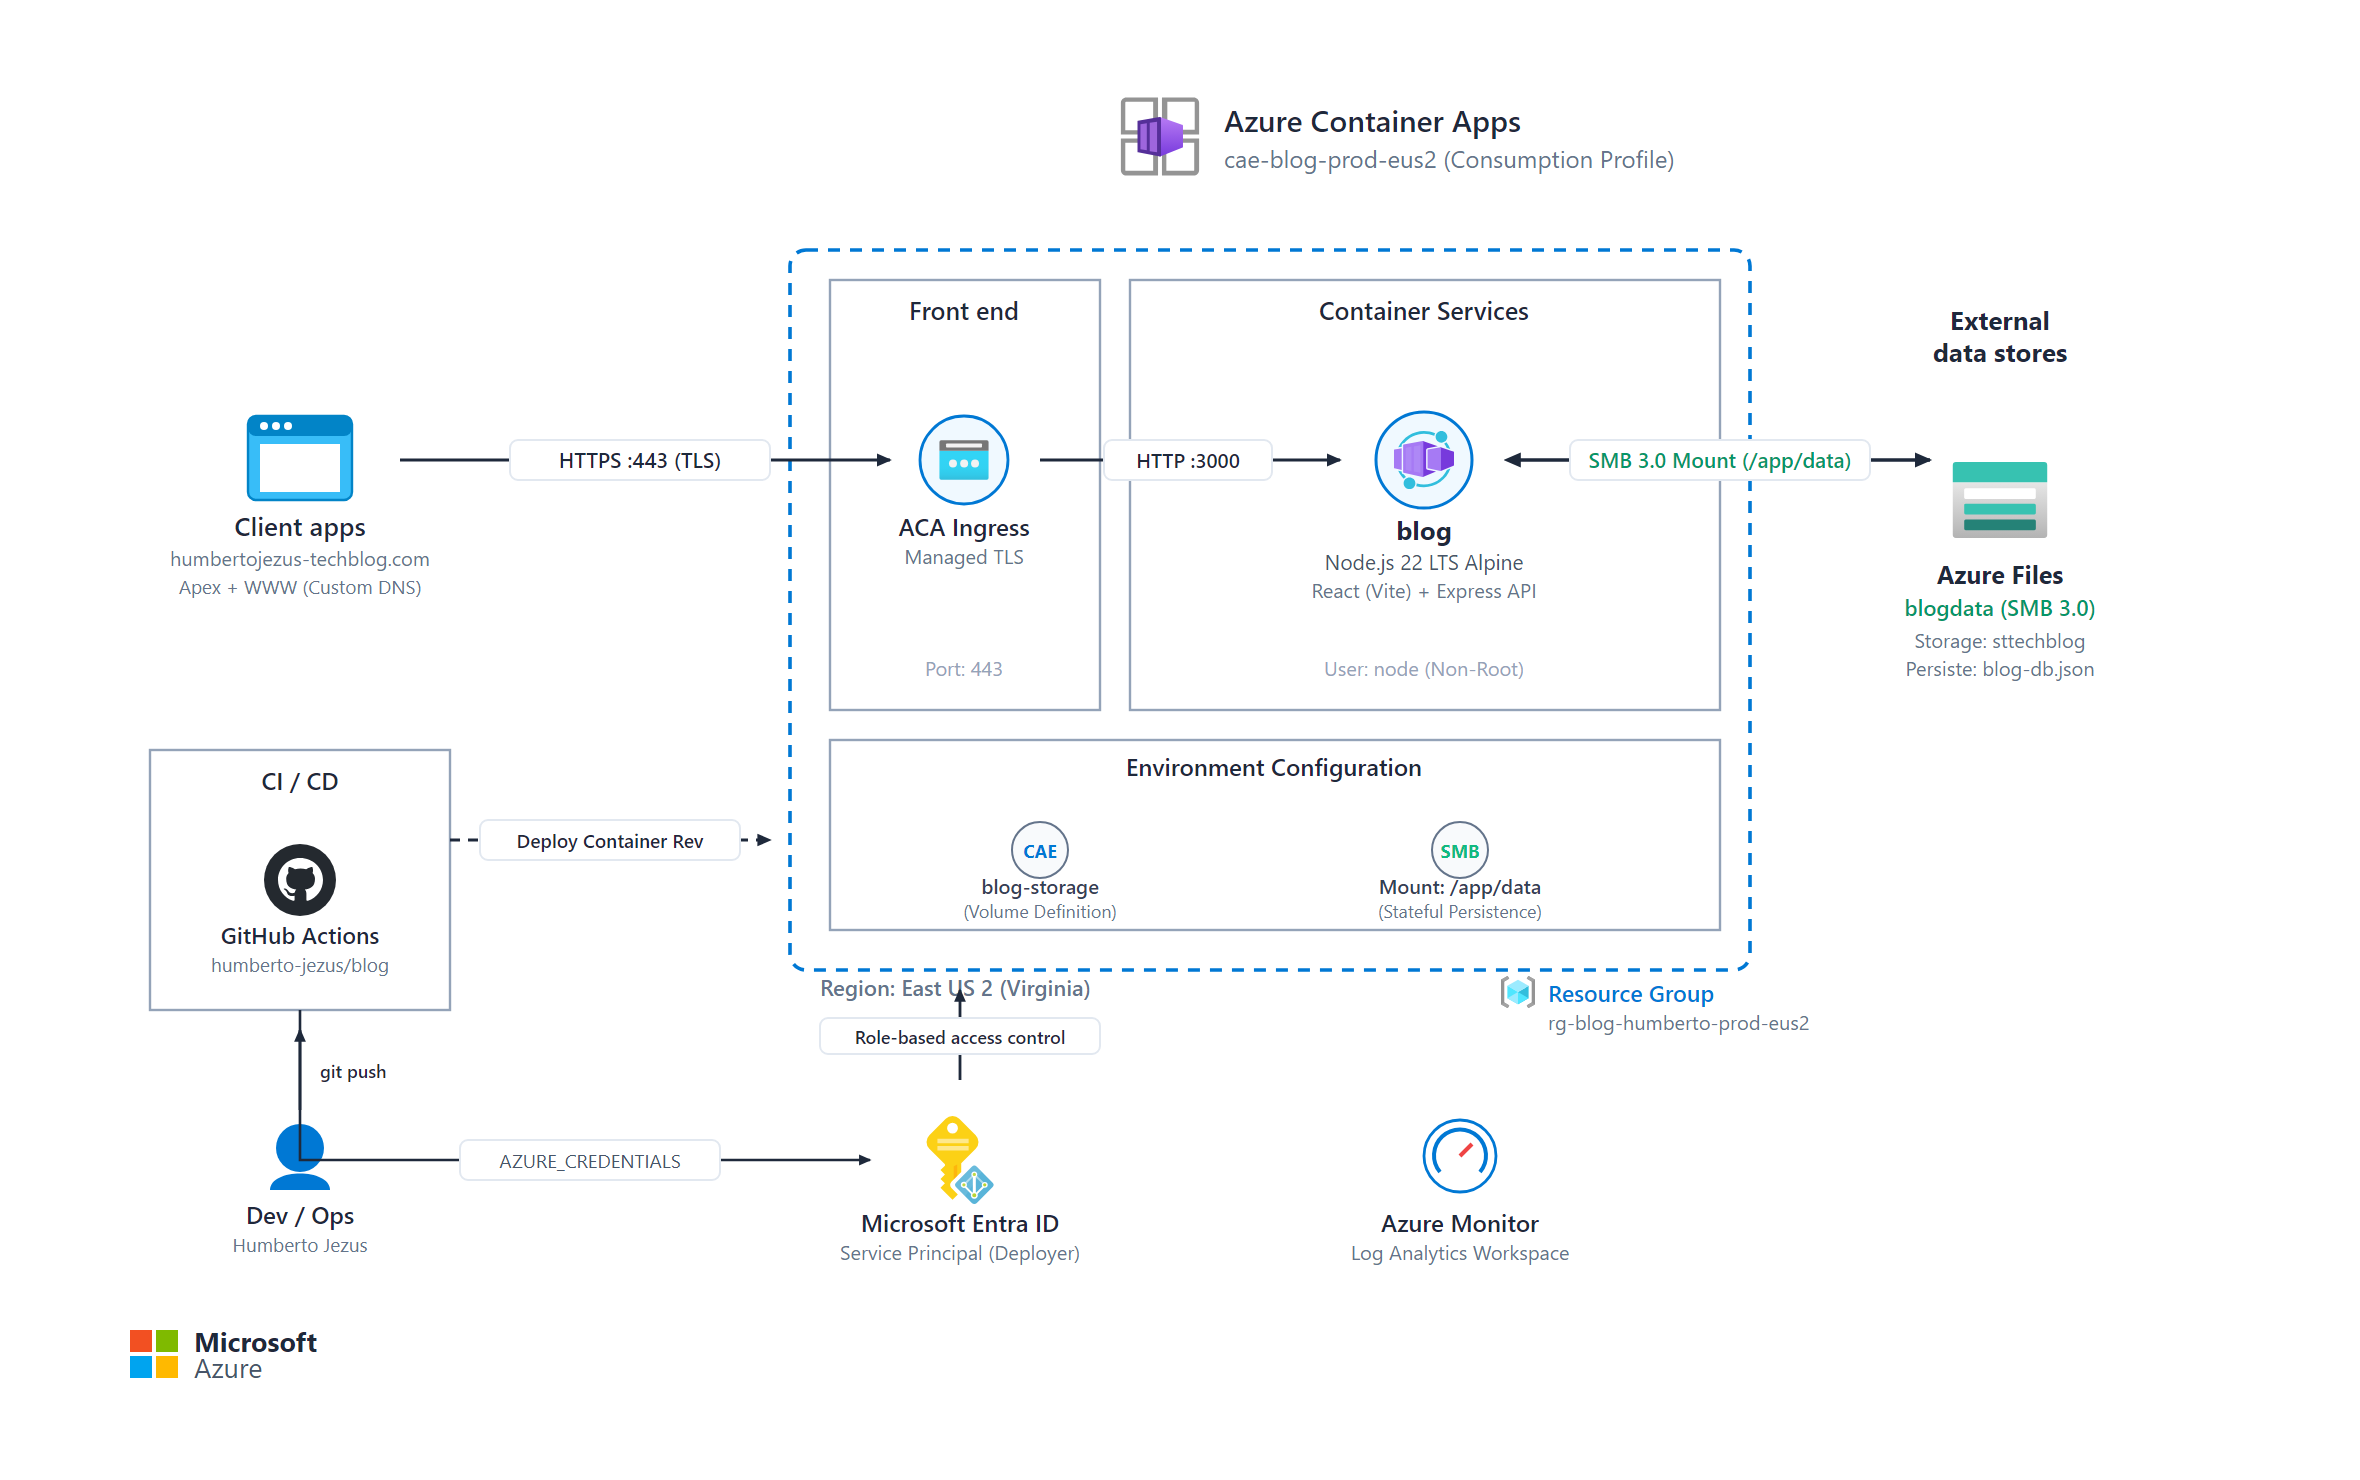 Azure Container Apps
cae-blog-prod-eus2 (Consumption Profile)
Front end
Container Services
External
data stores
HTTPS :443 (TLS)
HTTP :3000
SMB 3.0 Mount (/app/data)
Client apps
humbertojezus-techblog.com
Apex + WWW (Custom DNS)
ACA Ingress
Managed TLS
Port: 443
blog
Node.js 22 LTS Alpine
React (Vite) + Express API
User: node (Non-Root)
Azure Files
blogdata (SMB 3.0)
Storage: sttechblog
Persiste: blog-db.json
CI / CD
GitHub Actions
humberto-jezus/blog
Deploy Container Rev
Environment Configuration
CAE
blog-storage
(Volume Definition)
SMB
Mount: /app/data
(Stateful Persistence)
Region: East US 2 (Virginia)
Resource Group
rg-blog-humberto-prod-eus2
Role-based access control
git push
AZURE_CREDENTIALS
Dev / Ops
Humberto Jezus
Microsoft Entra ID
Service Principal (Deployer)
Azure Monitor
Log Analytics Workspace
Microsoft
Azure